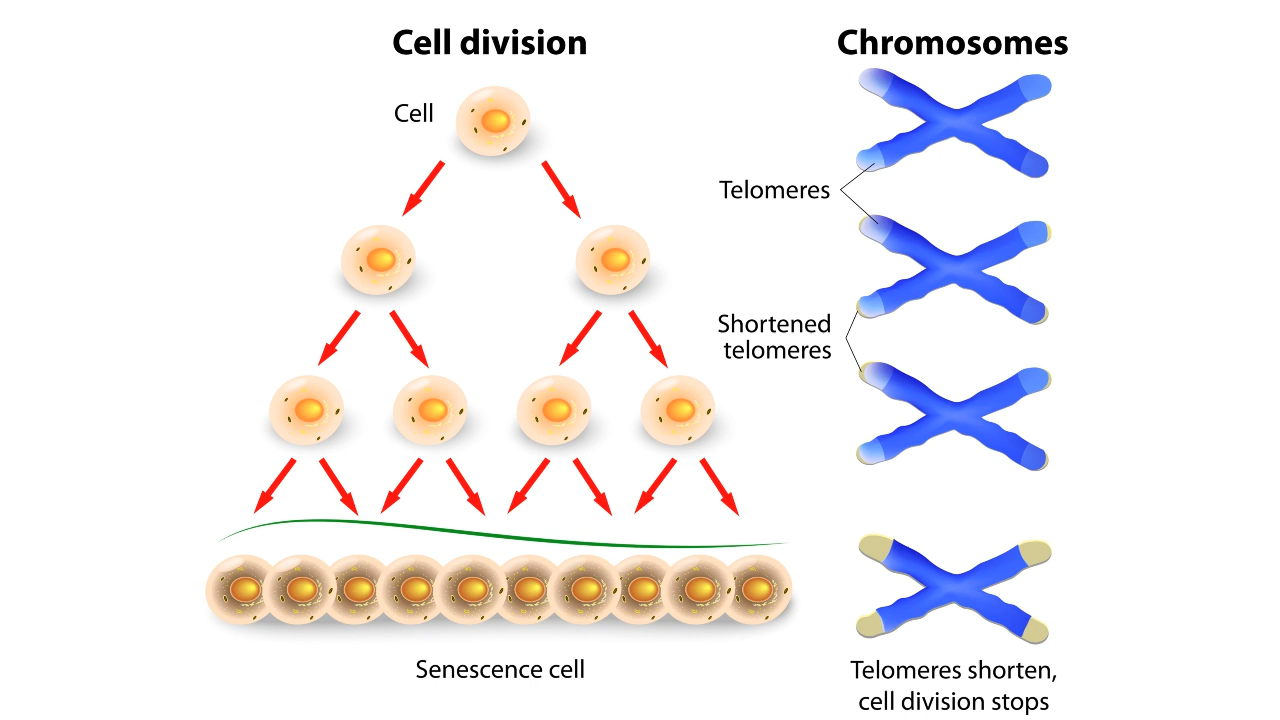 Cell division
Chromosomes
Cell
Telomeres
Shortened
telomeres
Senescence cell
Telomeres shorten,
cell division stops